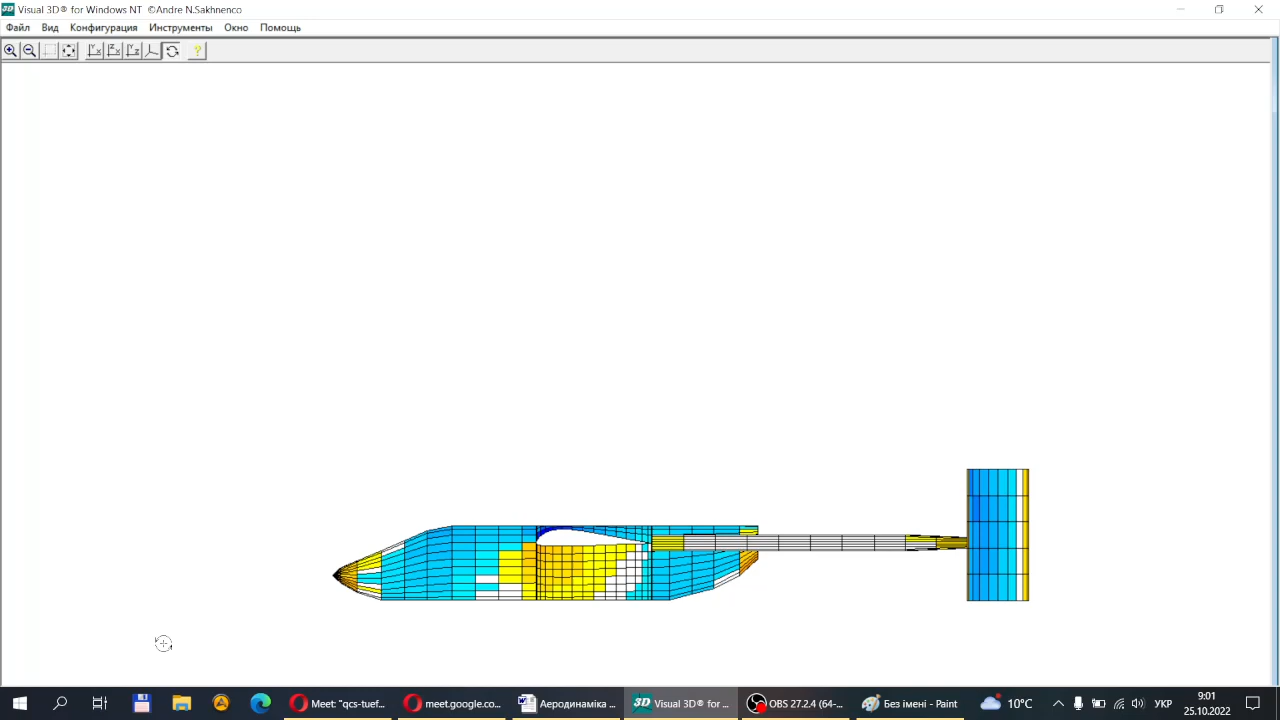 3D Visual 3D® for Windows NT ©Andre N.Sakhnenco
Файл Вид Конфигурация Инструменты Окно Помощь
Meet: "qcs-tuef... meet.google.co... Аеродинаміка ... 3D Visual 3D® for ... OBS 27.2.4 (64-... Без імені - Paint 10°C УКР 9:01
25.10.2022